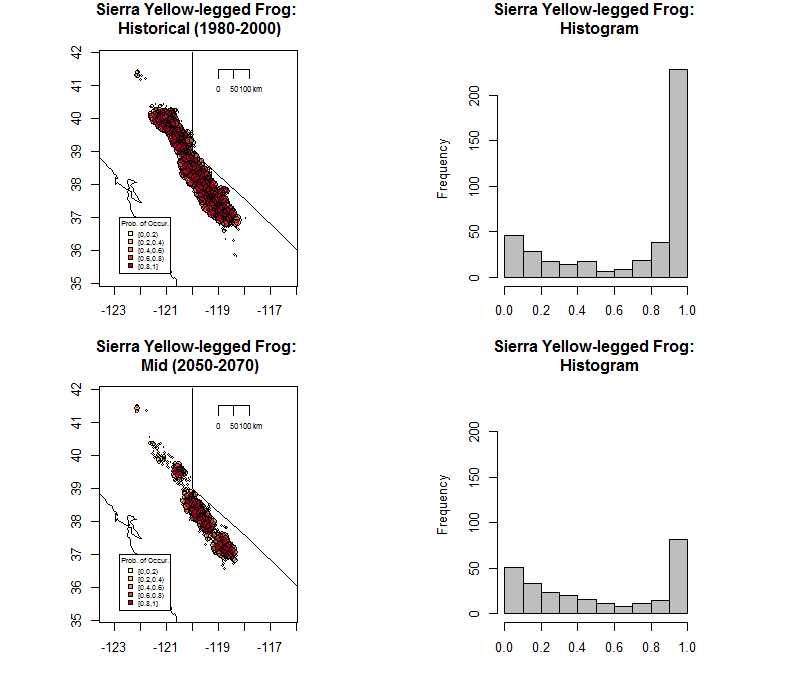 Sierra Yellow-legged Frog:
Historical (1980-2000)
42
41
40
39
38
37
36
35
0 50 100 km
Prob. of Occur.
[0,0.2)
[0.2,0.4)
[0.4,0.6)
[0.6,0.8)
[0.8,1]
-123 -121 -119 -117
Sierra Yellow-legged Frog:
Histogram
Frequency
200
150
100
50
0
0.0 0.2 0.4 0.6 0.8 1.0
Sierra Yellow-legged Frog:
Mid (2050-2070)
42
41
40
39
38
37
36
35
0 50 100 km
Prob. of Occur.
[0,0.2)
[0.2,0.4)
[0.4,0.6)
[0.6,0.8)
[0.8,1]
-123 -121 -119 -117
Sierra Yellow-legged Frog:
Histogram
Frequency
200
150
100
50
0
0.0 0.2 0.4 0.6 0.8 1.0